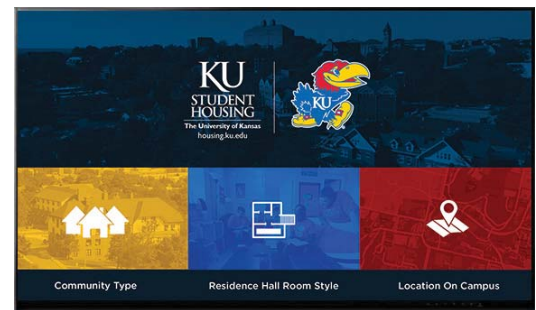 KU
STUDENT
HOUSING
The University of Kansas
housing.ku.edu
KU
Community Type
Residence Hall Room Style
Location On Campus